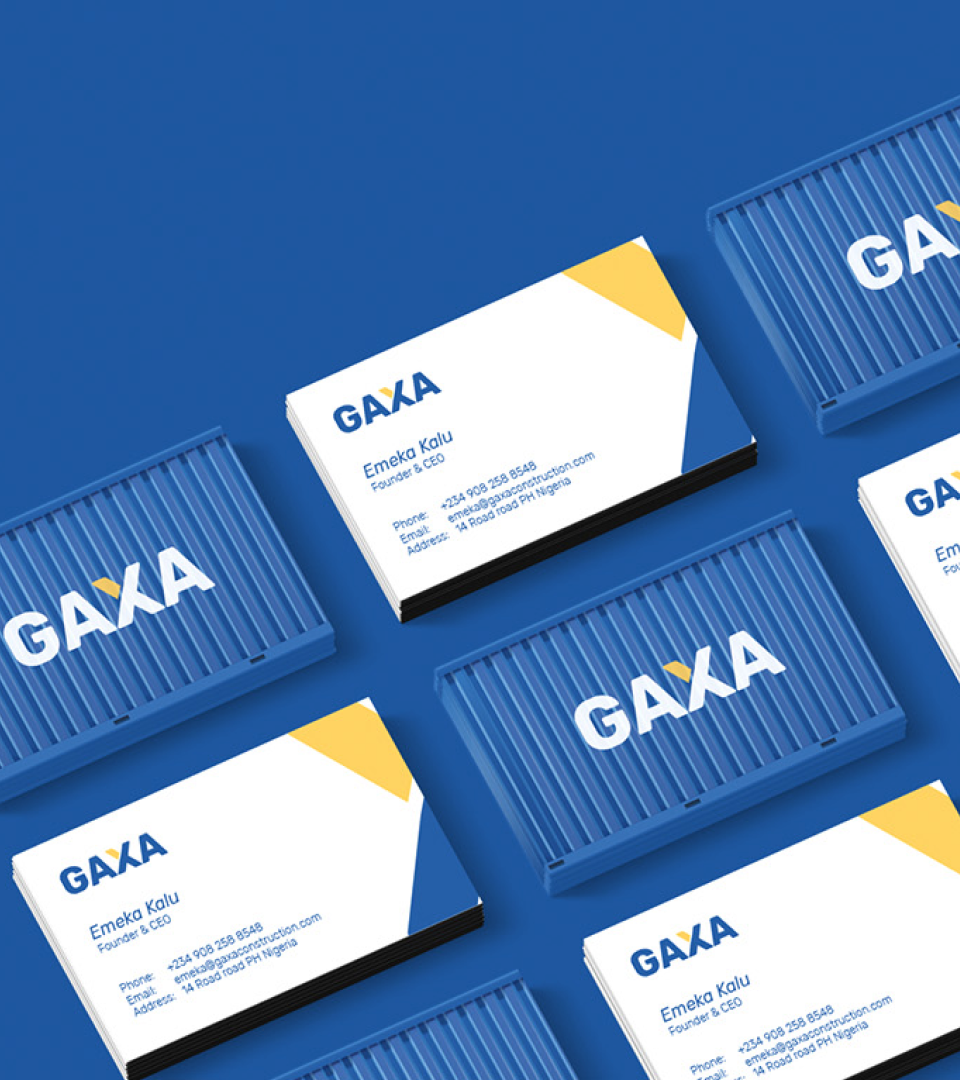 GAXA
GAXA
Emeka Kalu
Founder & CEO
Phone: +234 908 258 8548
Email: emeka@gaxaconstruction.com
Address: 14 Road road PH Nigeria
GAXA
GAXA
GAXA
Emeka Kalu
Founder & CEO
Phone: +234 908 258 8548
Email: emeka@gaxaconstruction.com
Address: 14 Road road PH Nigeria
GAXA
Emeka Kalu
Founder & CEO
Phone: +234 908 258 8548
emeka@gaxaconstruction.com
14 Road road PH Nigeria